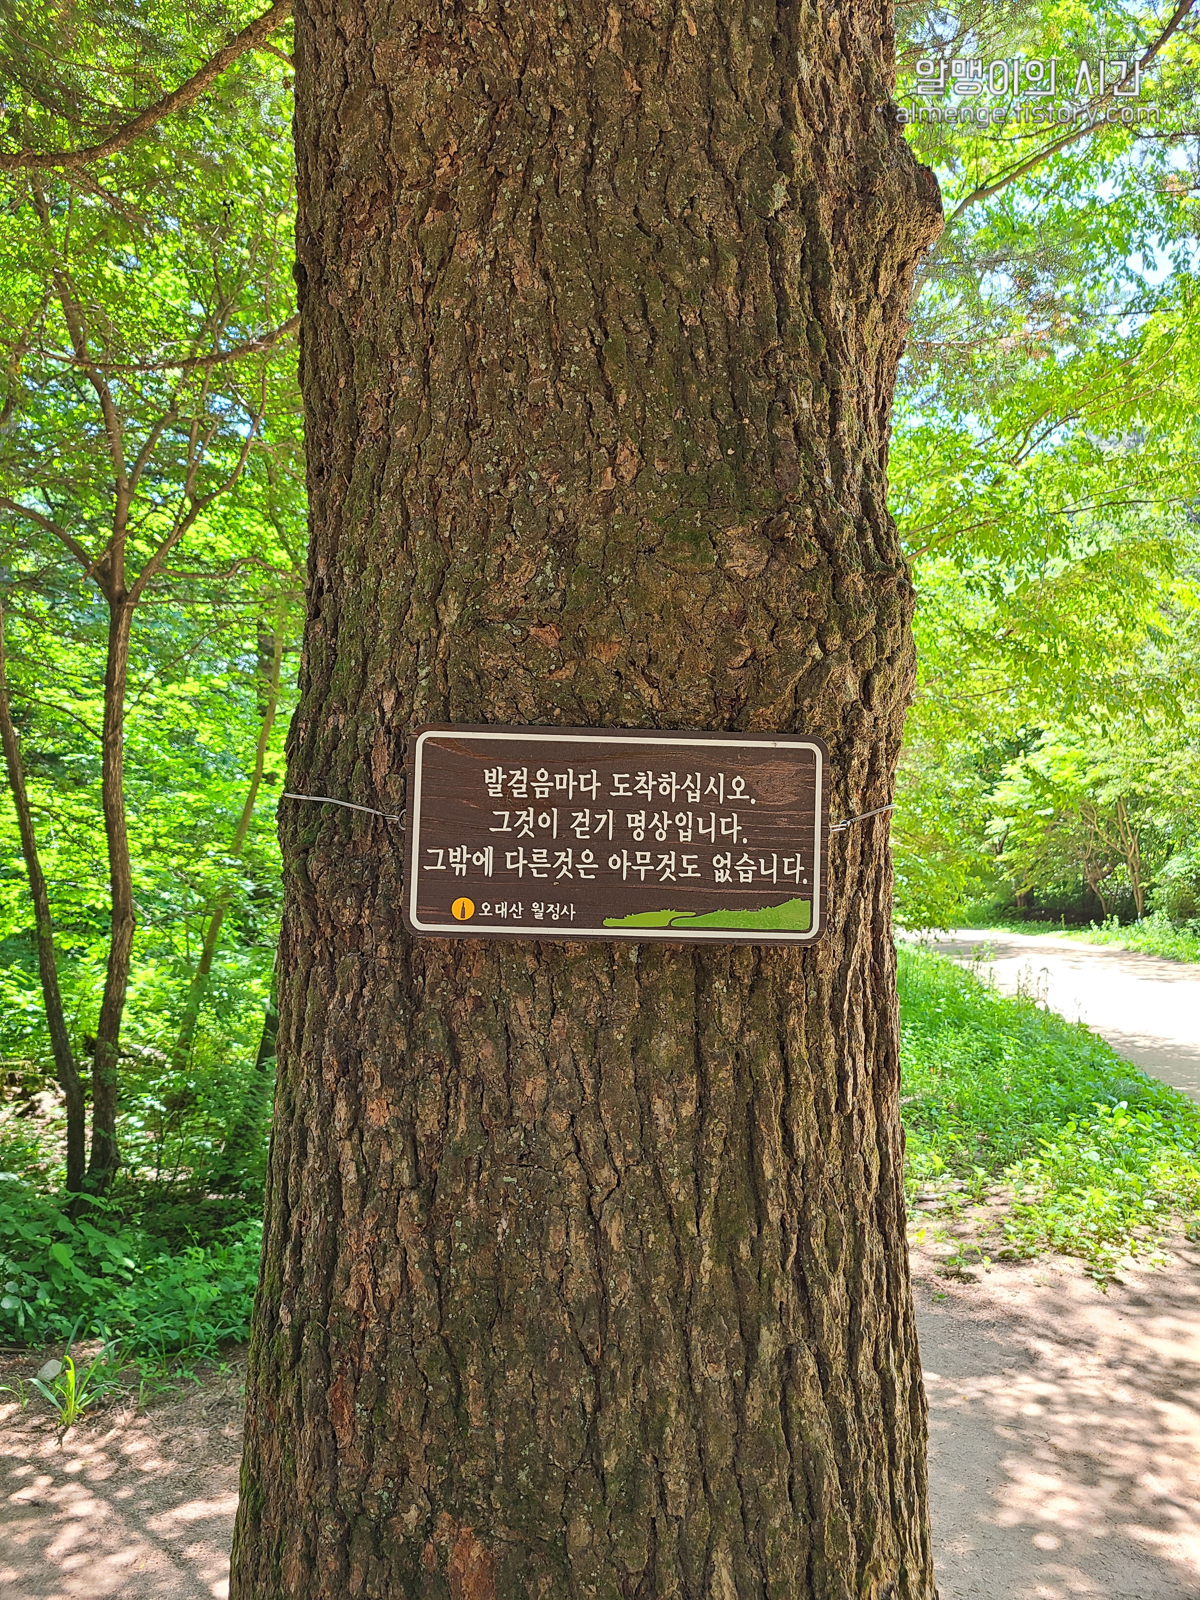 알맹이의 시간
almenge.tistory.com
발걸음마다 도착하십시오.
그것이 걷기 명상입니다.
그밖에 다른것은 아무것도 없습니다.
오대산 월정사